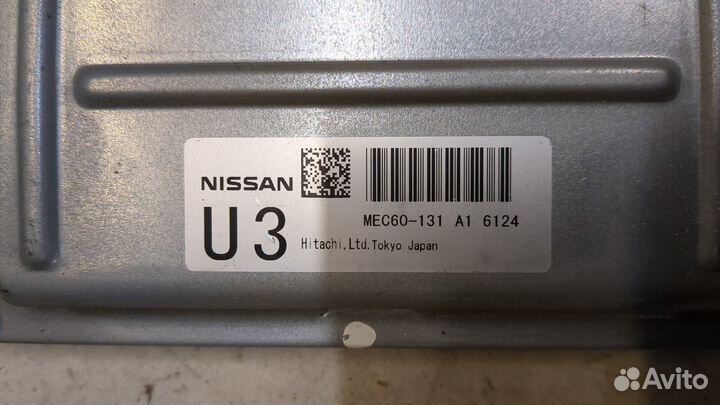 NISSAN
U3
MEC60-131 A1 6124
Hitachi,Ltd.Tokyo Japan
Avito